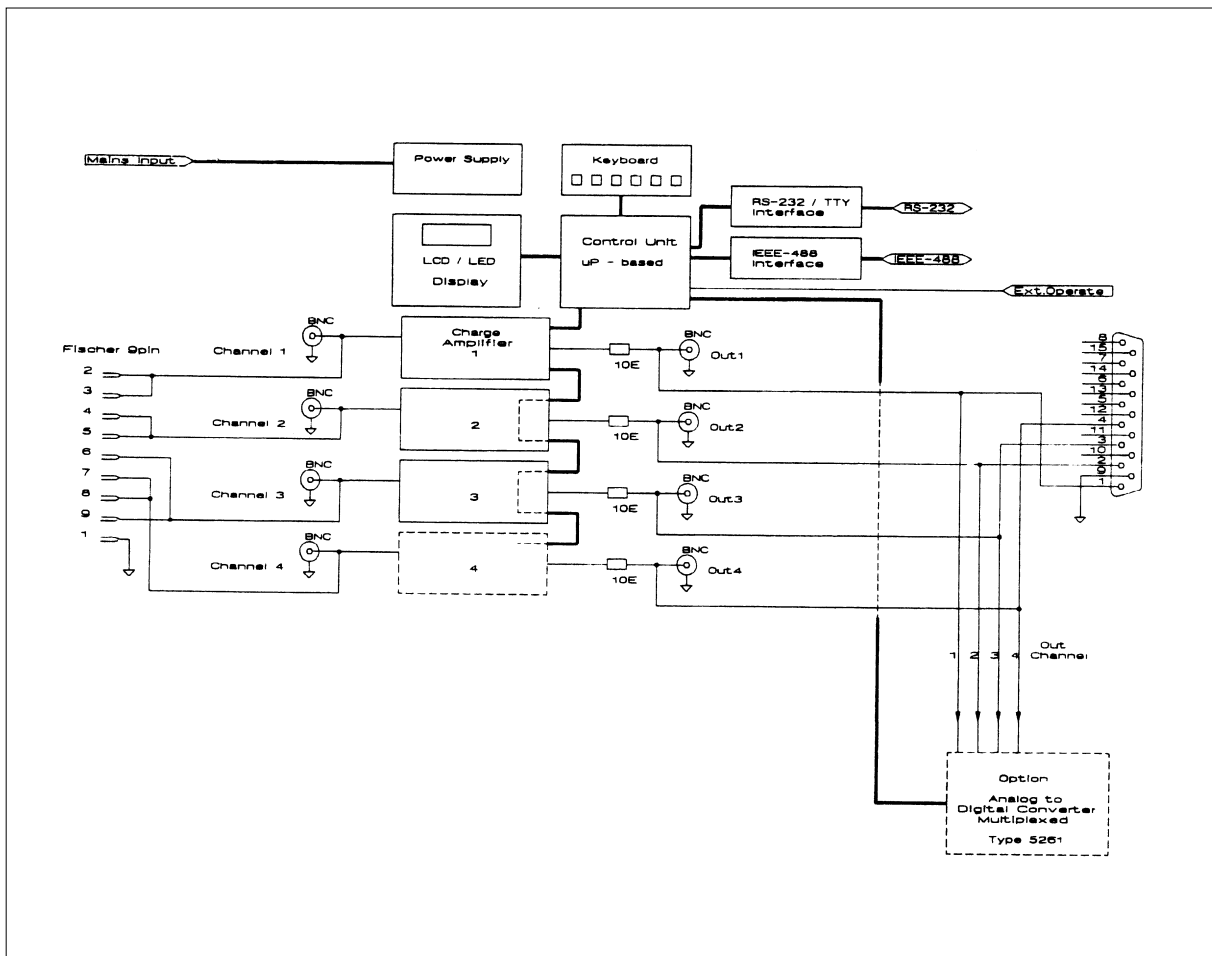 Mains Input
Power Supply
Keyboard
RS-232 / TTY
Interface
RS-232
LCD / LED
Display
Control Unit
uP - based
IEEE-488
Interface
IEEE-488
Ext.Operate
Fischer 9pin
2
3
4
5
6
7
8
9
1
Channel 1
BNC
Channel 2
BNC
Channel 3
BNC
Channel 4
BNC
Charge
Amplifier
1
2
3
4
10E
BNC
Out1
10E
BNC
Out2
10E
BNC
Out3
10E
BNC
Out4
8
15
7
14
6
13
5
12
4
11
3
10
2
9
1
1 2 3 4
Out
Channel
Option
Analog to
Digital Converter
Multiplexed
Type 5261